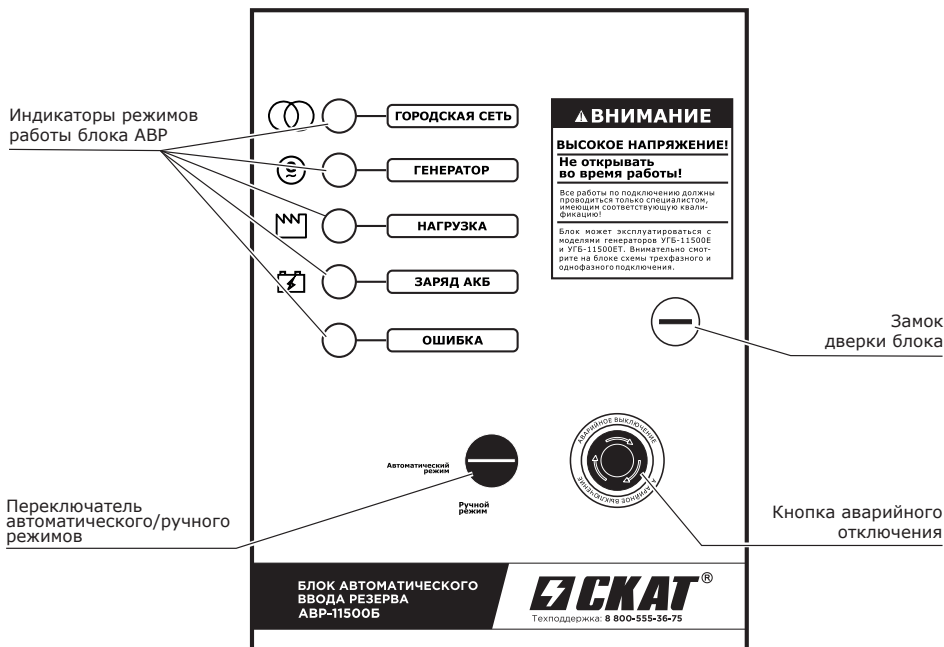 Индикаторы режимов
работы блока АВР
ГОРОДСКАЯ СЕТЬ
ГЕНЕРАТОР
НАГРУЗКА
ЗАРЯД АКБ
ОШИБКА
ВНИМАНИЕ
ВЫСОКОЕ НАПРЯЖЕНИЕ!
Не открывать
во время работы!
Все работы по подключению должны
проводиться только специалистом,
имеющим соответствующую квали-
фикацию!
Блок может эксплуатироваться с
моделями генераторов УГБ-11500Е
и УГБ-11500ЕТ. Внимательно смот-
рите на блоке схемы трехфазного и
однофазного подключения.
Замок
дверки блока
АВАРИЙНОЕ ВЫКЛЮЧЕНИЕ
АВАРИЙНОЕ ВЫКЛЮЧЕНИЕ
Автоматический
режим
Ручной
режим
Переключатель
автоматического/ручного
режимов
Кнопка аварийного
отключения
БЛОК АВТОМАТИЧЕСКОГО
ВВОДА РЕЗЕРВА
АВР-11500Б
СКАТ®
Техподдержка: 8 800-555-36-75